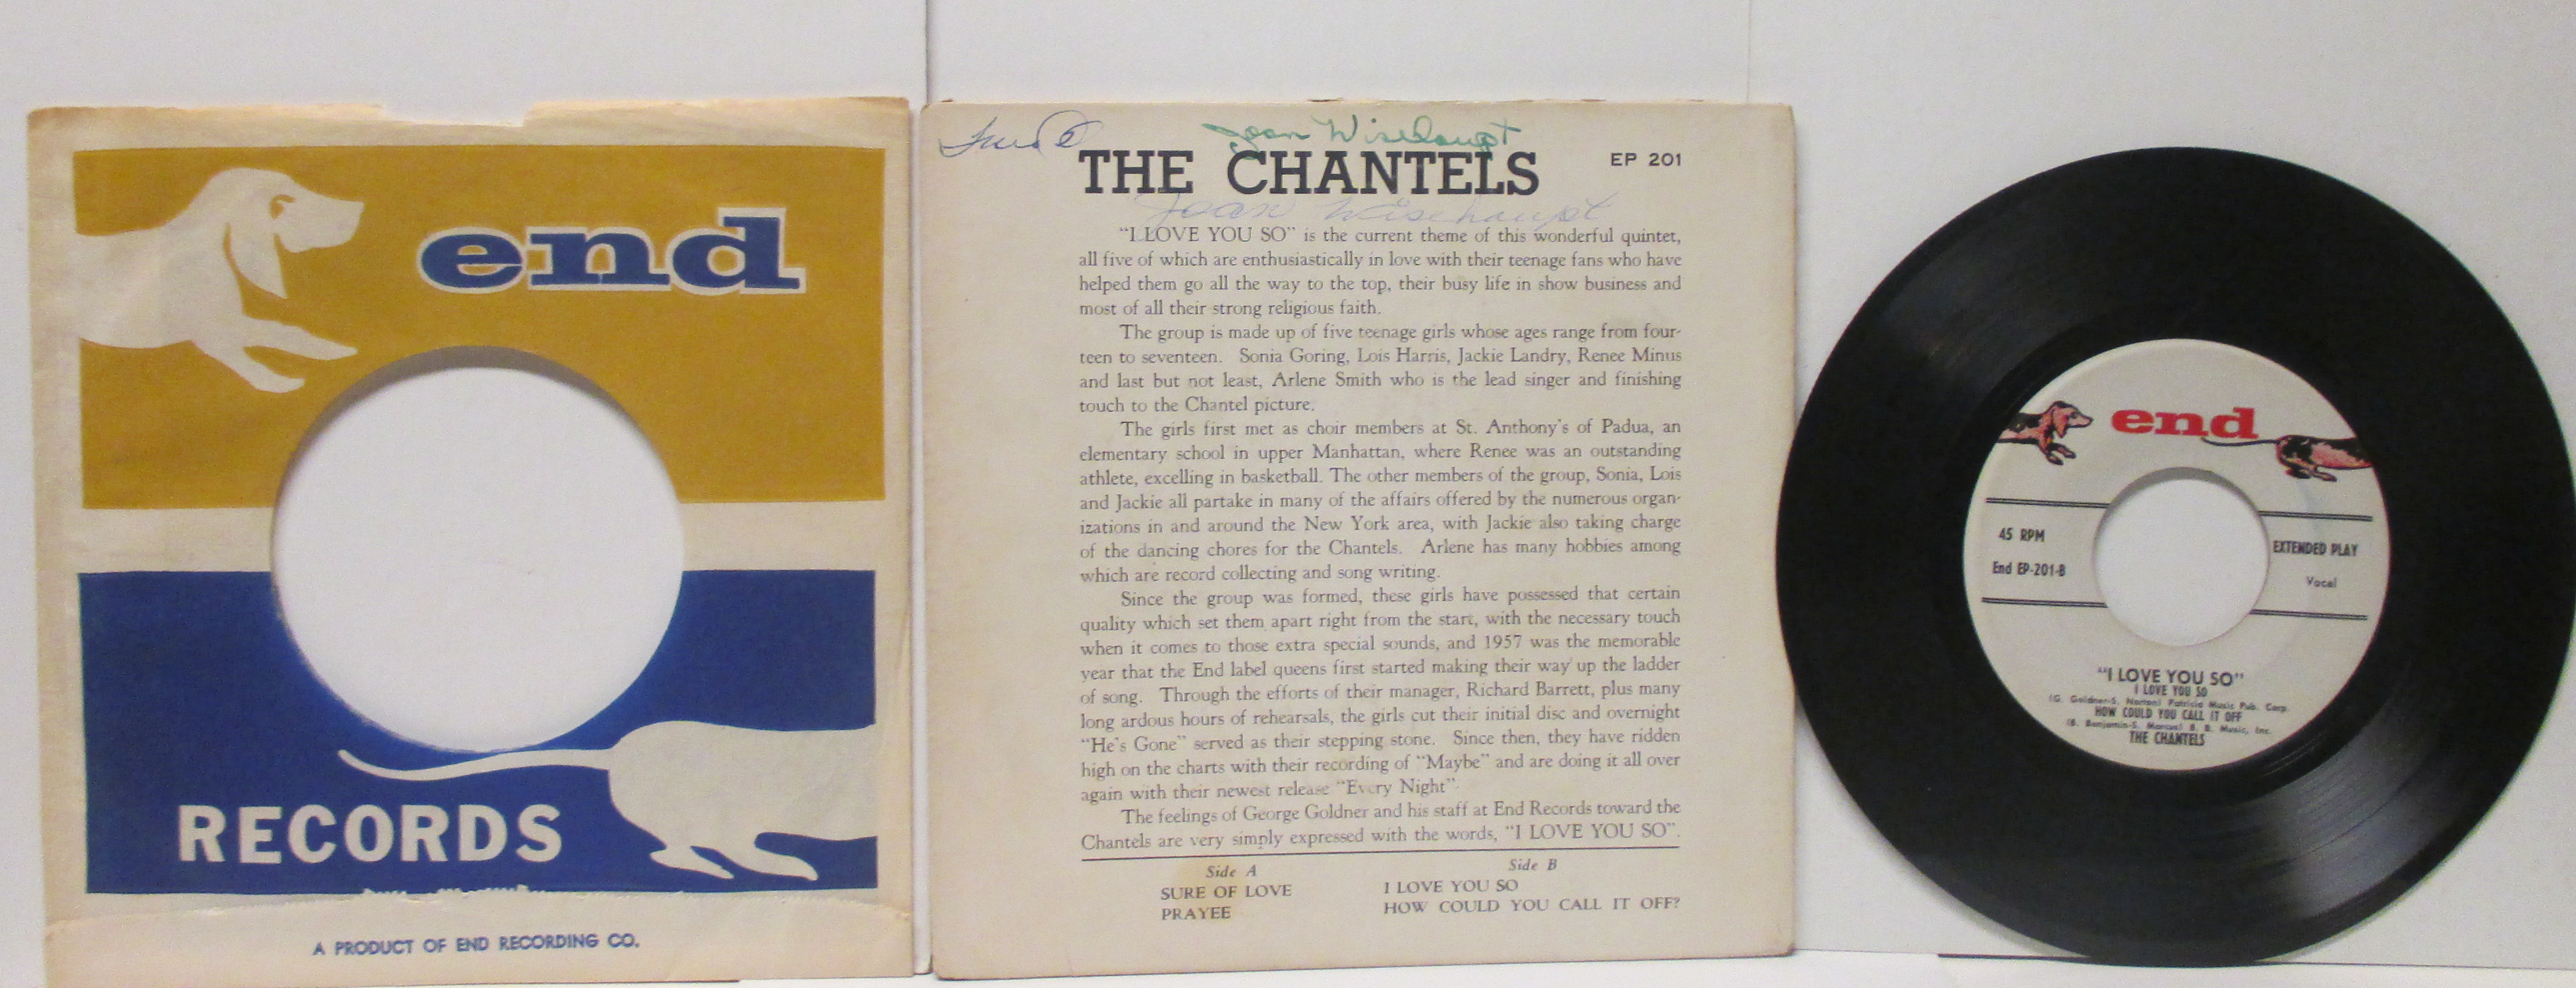 end
RECORDS
A PRODUCT OF END RECORDING CO.
Joan Wisehaupt
THE CHANTELS
EP 201
Joan Wisehaupt
“I LOVE YOU SO” is the current theme of this wonderful quintet,
all five of which are enthusiastically in love with their teenage fans who have
helped them go all the way to the top, their busy life in show business and
most of all their strong religious faith.
The group is made up of five teenage girls whose ages range from four-
teen to seventeen. Sonia Goring, Lois Harris, Jackie Landry, Renee Minus
and last but not least, Arlene Smith who is the lead singer and finishing
touch to the Chantel picture.
The girls first met as choir members at St. Anthony's of Padua, an
elementary school in upper Manhattan, where Renee was an outstanding
athlete, excelling in basketball. The other members of the group, Sonia, Lois
and Jackie all partake in many of the affairs offered by the numerous organ-
izations in and around the New York area, with Jackie also taking charge
of the dancing chores for the Chantels. Arlene has many hobbies among
which are record collecting and song writing.
Since the group was formed, these girls have possessed that certain
quality which set them apart right from the start, with the necessary touch
when it comes to those extra special sounds, and 1957 was the memorable
year that the End label queens first started making their way up the ladder
of song. Through the efforts of their manager, Richard Barrett, plus many
long ardous hours of rehearsals, the girls cut their initial disc and overnight
“He's Gone” served as their stepping stone. Since then, they have ridden
high on the charts with their recording of “Maybe” and are doing it all over
again with their newest release “Every Night”.
The feelings of George Goldner and his staff at End Records toward the
Chantels are very simply expressed with the words, “I LOVE YOU SO”.
Side A
SURE OF LOVE
PRAYEE
Side B
I LOVE YOU SO
HOW COULD YOU CALL IT OFF?
end
45 RPM
End EP-201-B
EXTENDED PLAY
Vocal
“I LOVE YOU SO”
I LOVE YOU SO
(G. Goldner-S. Norton) Patricia Music Pub. Corp.
HOW COULD YOU CALL IT OFF
(B. Benjamin-S. Marcus) B. B. Music, Inc.
THE CHANTELS